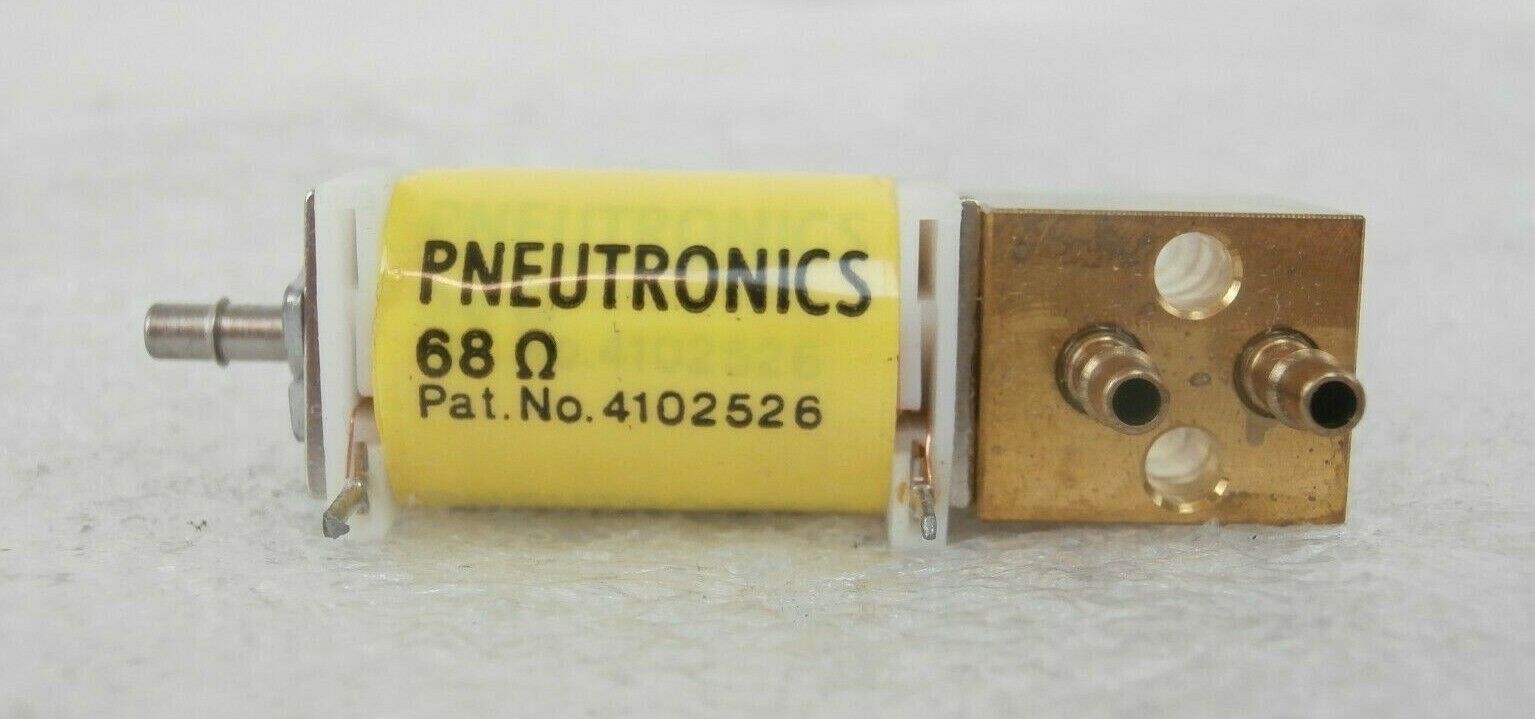 PNEUTRONICS
68 Ω
Pat.No.4102526